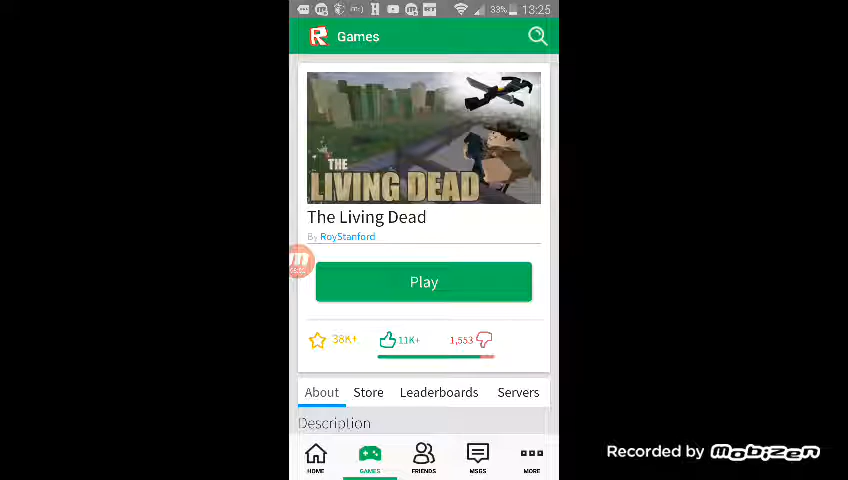 33% 13:25
Games
THE
LIVING DEAD
The Living Dead
By RoyStanford
Play
38K+ 11K+ 1,553
About Store Leaderboards Servers
Description
HOME GAMES FRIENDS MSGS MORE
Recorded by mobizen